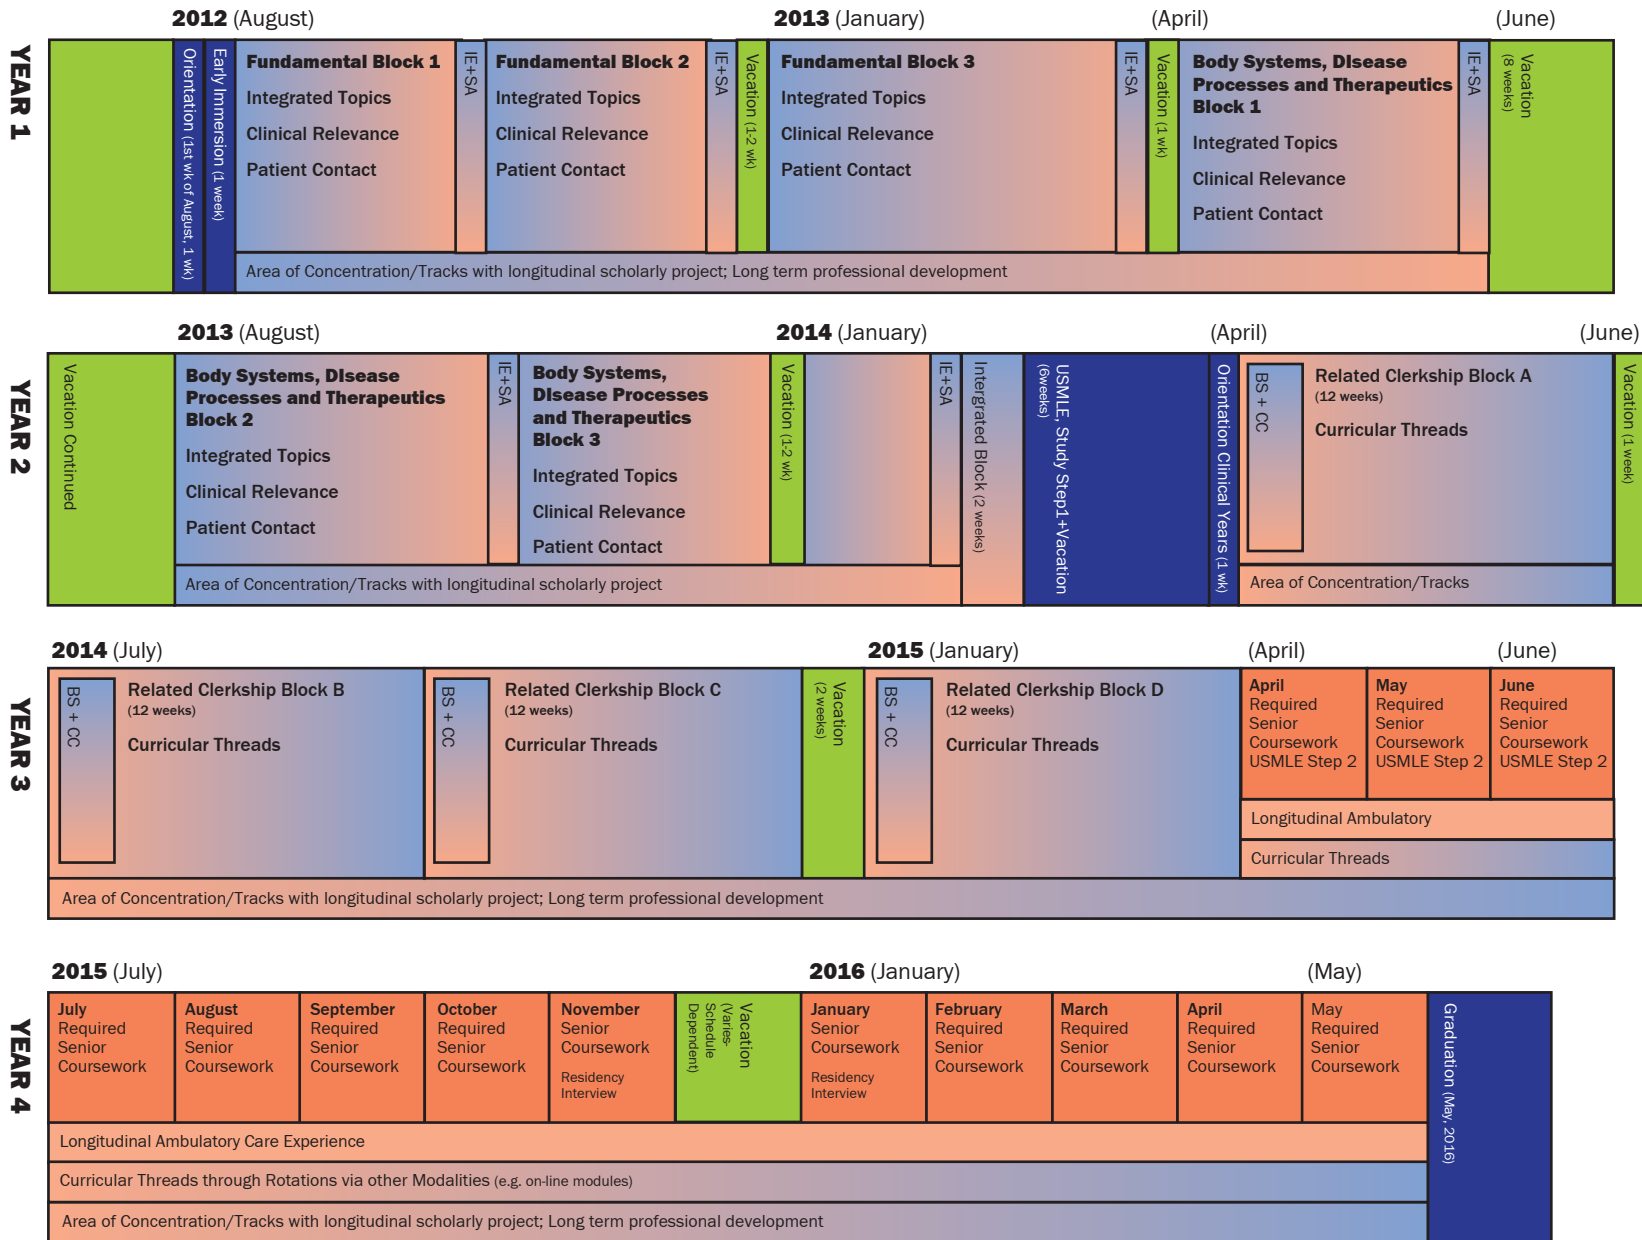 2012 (August)
2013 (January)
(April)
(June)
YEAR 1
Orientation (1st wk of August, 1 wk)
Early Immersion (1 week)
Fundamental Block 1
Integrated Topics
Clinical Relevance
Patient Contact
IE+SA
Fundamental Block 2
Integrated Topics
Clinical Relevance
Patient Contact
IE+SA
Vacation (1-2 wk)
Fundamental Block 3
Integrated Topics
Clinical Relevance
Patient Contact
IE+SA
Vacation (1 wk)
Body Systems, DIsease
Processes and Therapeutics
Block 1
Integrated Topics
Clinical Relevance
Patient Contact
IE+SA
Vacation
(8 weeks)
Area of Concentration/Tracks with longitudinal scholarly project; Long term professional development
2013 (August)
2014 (January)
(April)
(June)
YEAR 2
Vacation Continued
Body Systems, DIsease
Processes and Therapeutics
Block 2
Integrated Topics
Clinical Relevance
Patient Contact
IE+SA
Body Systems,
DIsease Processes
and Therapeutics
Block 3
Integrated Topics
Clinical Relevance
Patient Contact
Vacation (1-2 wk)
IE+SA
Intergrated Block (2 weeks)
USMLE, Study Step1+Vacation
(6weeks)
Orientation Clinical Years (1 wk)
BS + CC
Related Clerkship Block A
(12 weeks)
Curricular Threads
Vacation (1 week)
Area of Concentration/Tracks with longitudinal scholarly project
Area of Concentration/Tracks
2014 (July)
2015 (January)
(April)
(June)
YEAR 3
BS + CC
Related Clerkship Block B
(12 weeks)
Curricular Threads
BS + CC
Related Clerkship Block C
(12 weeks)
Curricular Threads
Vacation
(2 weeks)
BS + CC
Related Clerkship Block D
(12 weeks)
Curricular Threads
April
Required
Senior
Coursework
USMLE Step 2
May
Required
Senior
Coursework
USMLE Step 2
June
Required
Senior
Coursework
USMLE Step 2
Longitudinal Ambulatory
Curricular Threads
Area of Concentration/Tracks with longitudinal scholarly project; Long term professional development
2015 (July)
2016 (January)
(May)
YEAR 4
July
Required
Senior
Coursework
August
Required
Senior
Coursework
September
Required
Senior
Coursework
October
Required
Senior
Coursework
November
Senior
Coursework
Residency
Interview
Vacation
(Varies-
Schedule
Dependent)
January
Senior
Coursework
Residency
Interview
February
Required
Senior
Coursework
March
Required
Senior
Coursework
April
Required
Senior
Coursework
May
Required
Senior
Coursework
Graduation (May, 2016)
Longitudinal Ambulatory Care Experience
Curricular Threads through Rotations via other Modalities (e.g. on-line modules)
Area of Concentration/Tracks with longitudinal scholarly project; Long term professional development